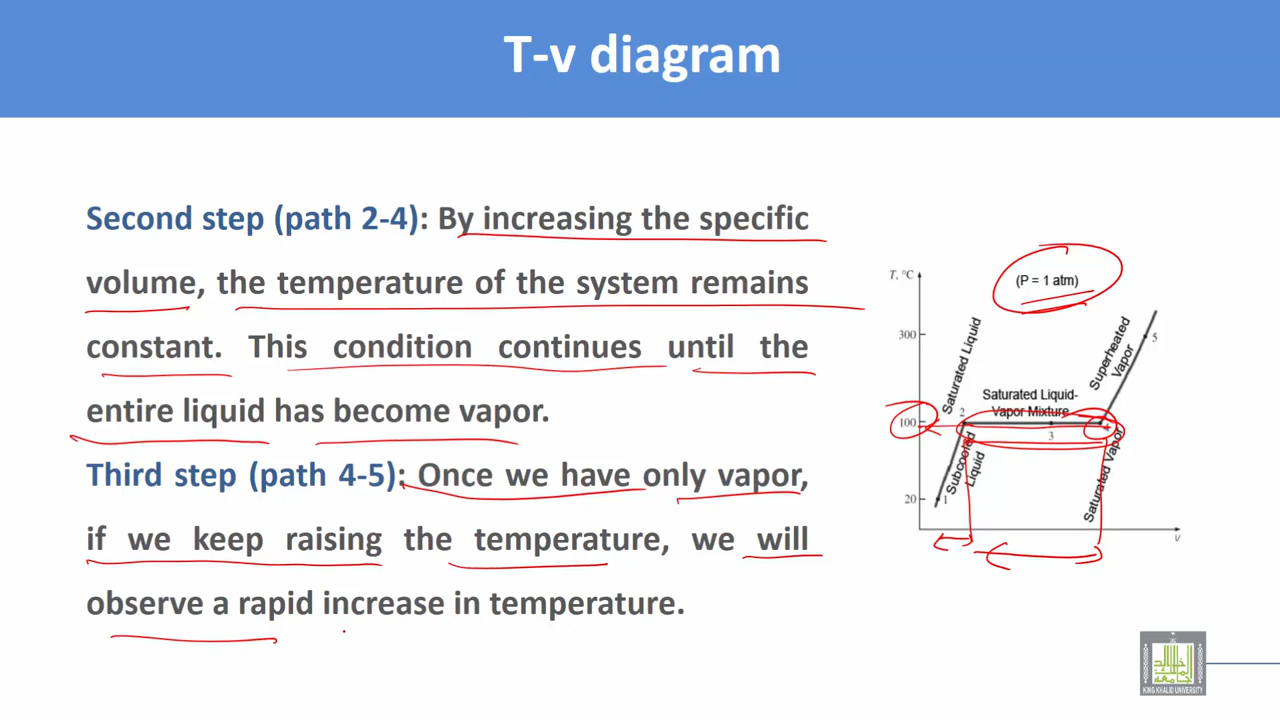 T-v diagram
Second step (path 2-4): By increasing the specific
volume, the temperature of the system remains
constant. This condition continues until the
entire liquid has become vapor.
Third step (path 4-5): Once we have only vapor,
if we keep raising the temperature, we will
observe a rapid increase in temperature.
T, °C
(P = 1 atm)
300
Saturated Liquid
Superheated
Vapor
5
Saturated Liquid-
Vapor Mixture
2
100
3
Subcooled
Liquid
Saturated Vapor
20
1
v
KING KHALID UNIVERSITY